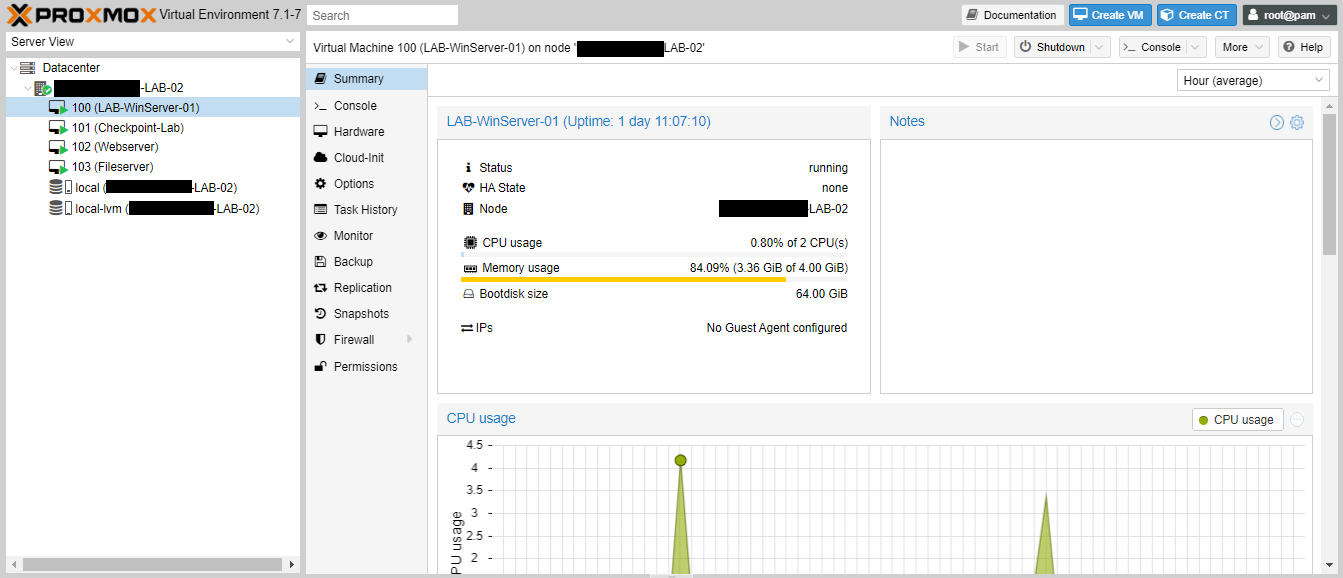 PROXMOX Virtual Environment 7.1-7 Search Documentation Create VM Create CT root@pam
Server View
Datacenter
-LAB-02
100 (LAB-WinServer-01)
101 (Checkpoint-Lab)
102 (Webserver)
103 (Fileserver)
local ( -LAB-02)
local-lvm ( -LAB-02)
Virtual Machine 100 (LAB-WinServer-01) on node ' LAB-02' Start Shutdown Console More Help
Summary
Console
Hardware
Cloud-Init
Options
Task History
Monitor
Backup
Replication
Snapshots
Firewall
Permissions
Hour (average)
LAB-WinServer-01 (Uptime: 1 day 11:07:10)
Status running
HA State none
Node -LAB-02
CPU usage 0.80% of 2 CPU(s)
Memory usage 84.09% (3.36 GiB of 4.00 GiB)
Bootdisk size 64.00 GiB
IPs No Guest Agent configured
Notes
CPU usage
CPU usage
4.5
4
3.5
3
2.5
2
PU usage